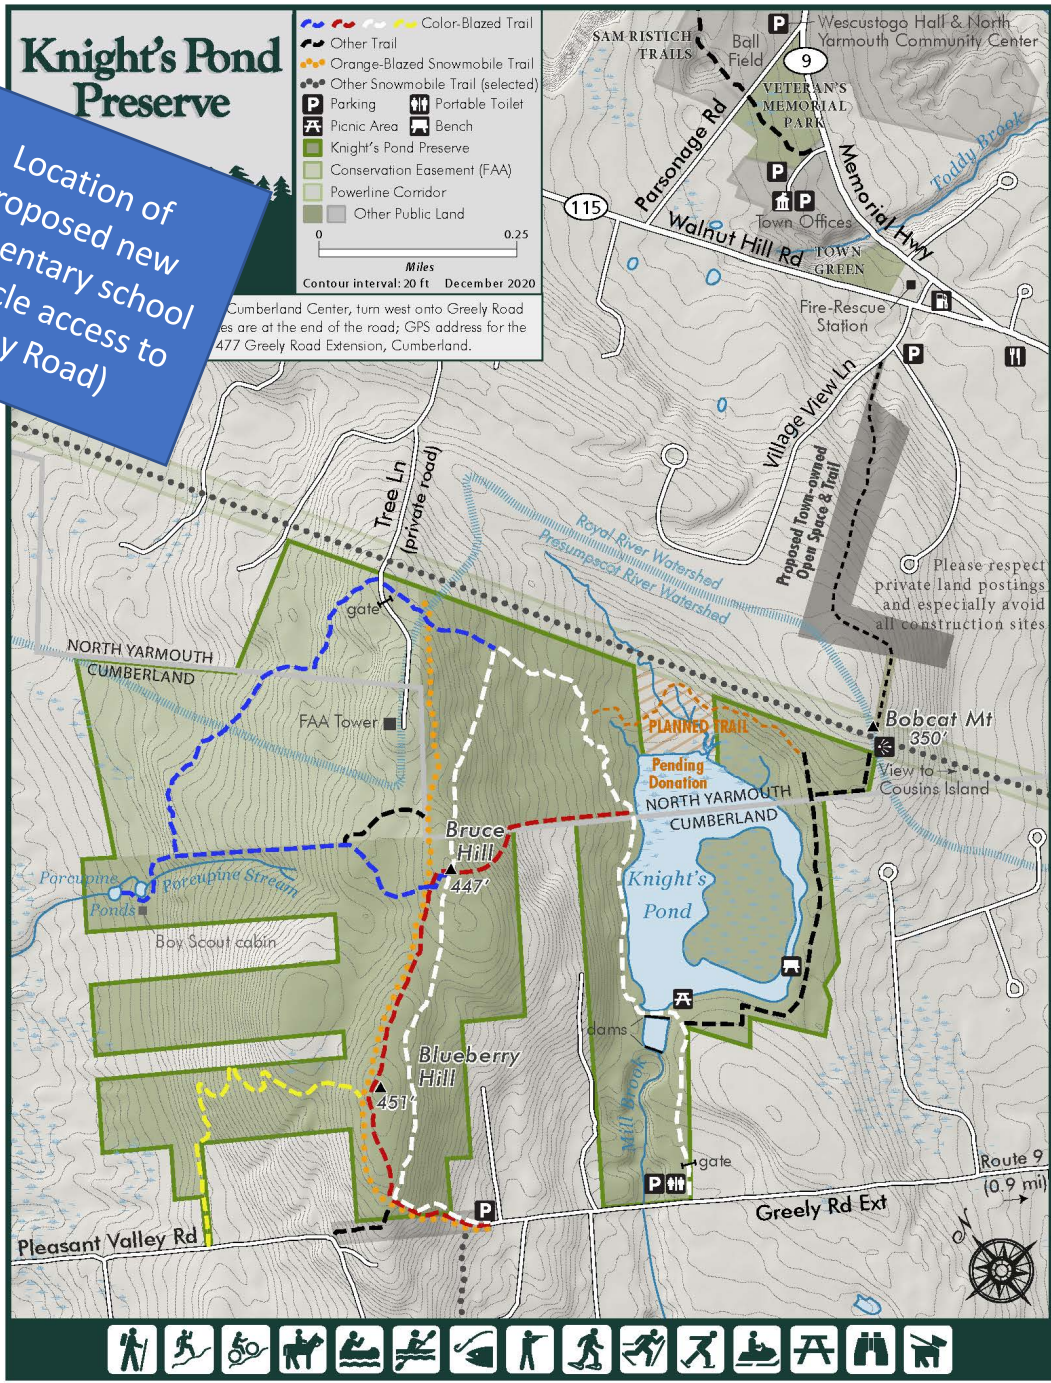 Knight's Pond
Preserve
Location of
roposed new
entary school
cle access to
y Road)
Color-Blazed Trail
Other Trail
Orange-Blazed Snowmobile Trail
Other Snowmobile Trail (selected)
P Parking
Portable Toilet
Picnic Area
Bench
Knight's Pond Preserve
Conservation Easement (FAA)
Powerline Corridor
Other Public Land
0 0.25
Miles
Contour interval: 20 ft December 2020
Cumberland Center, turn west onto Greely Road
es are at the end of the road; GPS address for the
477 Greely Road Extension, Cumberland.
SAM RISTICH
TRAILS
Ball
Field
P
Wescustogo Hall & North
Yarmouth Community Center
9
VETERAN'S
MEMORIAL
PARK
Parsonage Rd
Memorial Hwy
Toddy Brook
P
P
Town Offices
115
Walnut Hill Rd
TOWN
GREEN
Fire-Rescue
Station
P
Village View Ln
Tree Ln
(private road)
Royal River Watershed
Presumpscot River Watershed
Proposed Town-owned
Open Space & Trail
Please respect
private land postings
and especially avoid
all construction sites
gate
NORTH YARMOUTH
CUMBERLAND
FAA Tower
PLANNED TRAIL
Bobcat Mt
350'
View to
Cousins Island
Pending
Donation
NORTH YARMOUTH
CUMBERLAND
Bruce
Hill
447'
Knight's
Pond
Porcupine
Ponds
Porcupine Stream
Boy Scout cabin
dams
Blueberry
Hill
451'
Mill Brook
gate
P
P
Route 9
(0.9 mi)
Greely Rd Ext
Pleasant Valley Rd
N